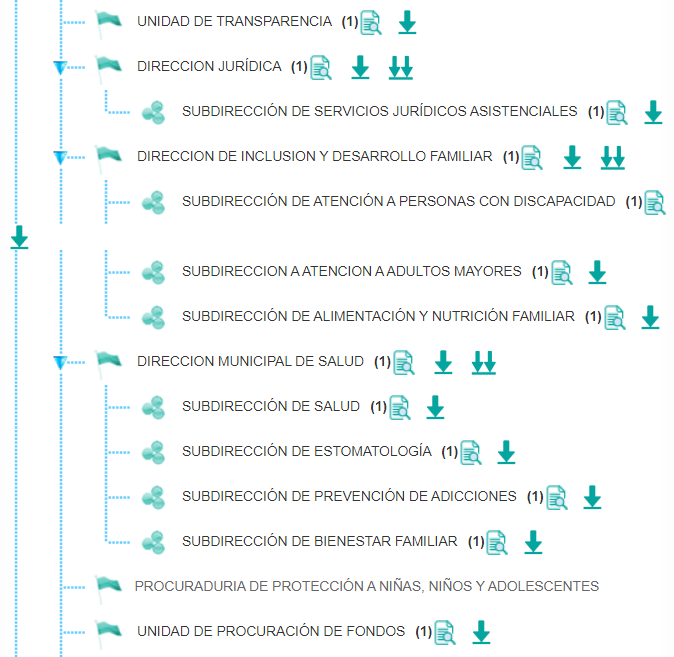 UNIDAD DE TRANSPARENCIA (1)
DIRECCION JURÍDICA (1)
SUBDIRECCIÓN DE SERVICIOS JURÍDICOS ASISTENCIALES (1)
DIRECCION DE INCLUSION Y DESARROLLO FAMILIAR (1)
SUBDIRECCIÓN DE ATENCIÓN A PERSONAS CON DISCAPACIDAD (1)
SUBDIRECCION A ATENCION A ADULTOS MAYORES (1)
SUBDIRECCIÓN DE ALIMENTACIÓN Y NUTRICIÓN FAMILIAR (1)
DIRECCION MUNICIPAL DE SALUD (1)
SUBDIRECCIÓN DE SALUD (1)
SUBDIRECCIÓN DE ESTOMATOLOGÍA (1)
SUBDIRECCIÓN DE PREVENCIÓN DE ADICCIONES (1)
SUBDIRECCIÓN DE BIENESTAR FAMILIAR (1)
PROCURADURIA DE PROTECCIÓN A NIÑAS, NIÑOS Y ADOLESCENTES
UNIDAD DE PROCURACIÓN DE FONDOS (1)